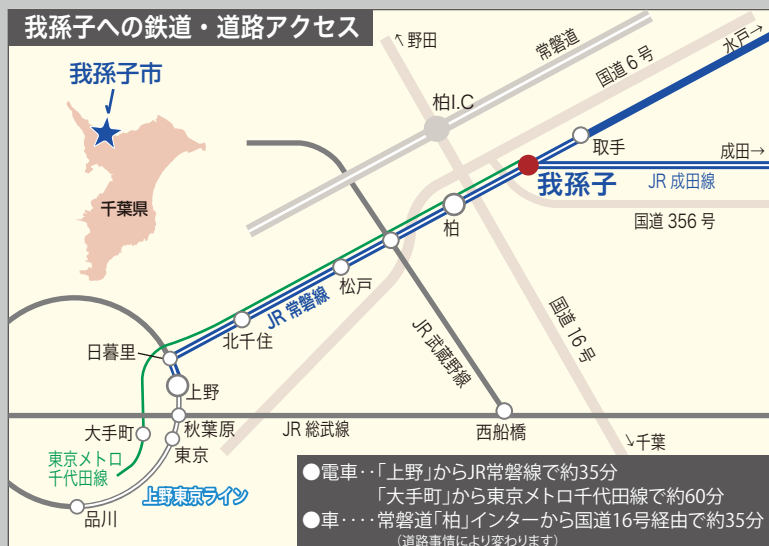 我孫子への鉄道・道路アクセス
↖野田
常磐道
国道6号
水戸→
我孫子市
柏I.C
取手
成田→
我孫子
JR成田線
千葉県
柏
国道356号
松戸
JR常磐線
北千住
国道16号
日暮里
JR武蔵野線
上野
秋葉原
JR総武線
西船橋
大手町
東京
↘千葉
東京メトロ
千代田線
上野東京ライン
品川
●電車‥「上野」からJR常磐線で約35分
「大手町」から東京メトロ千代田線で約60分
●車‥‥常磐道「柏」インターから国道16号経由で約35分
(道路事情により変わります)